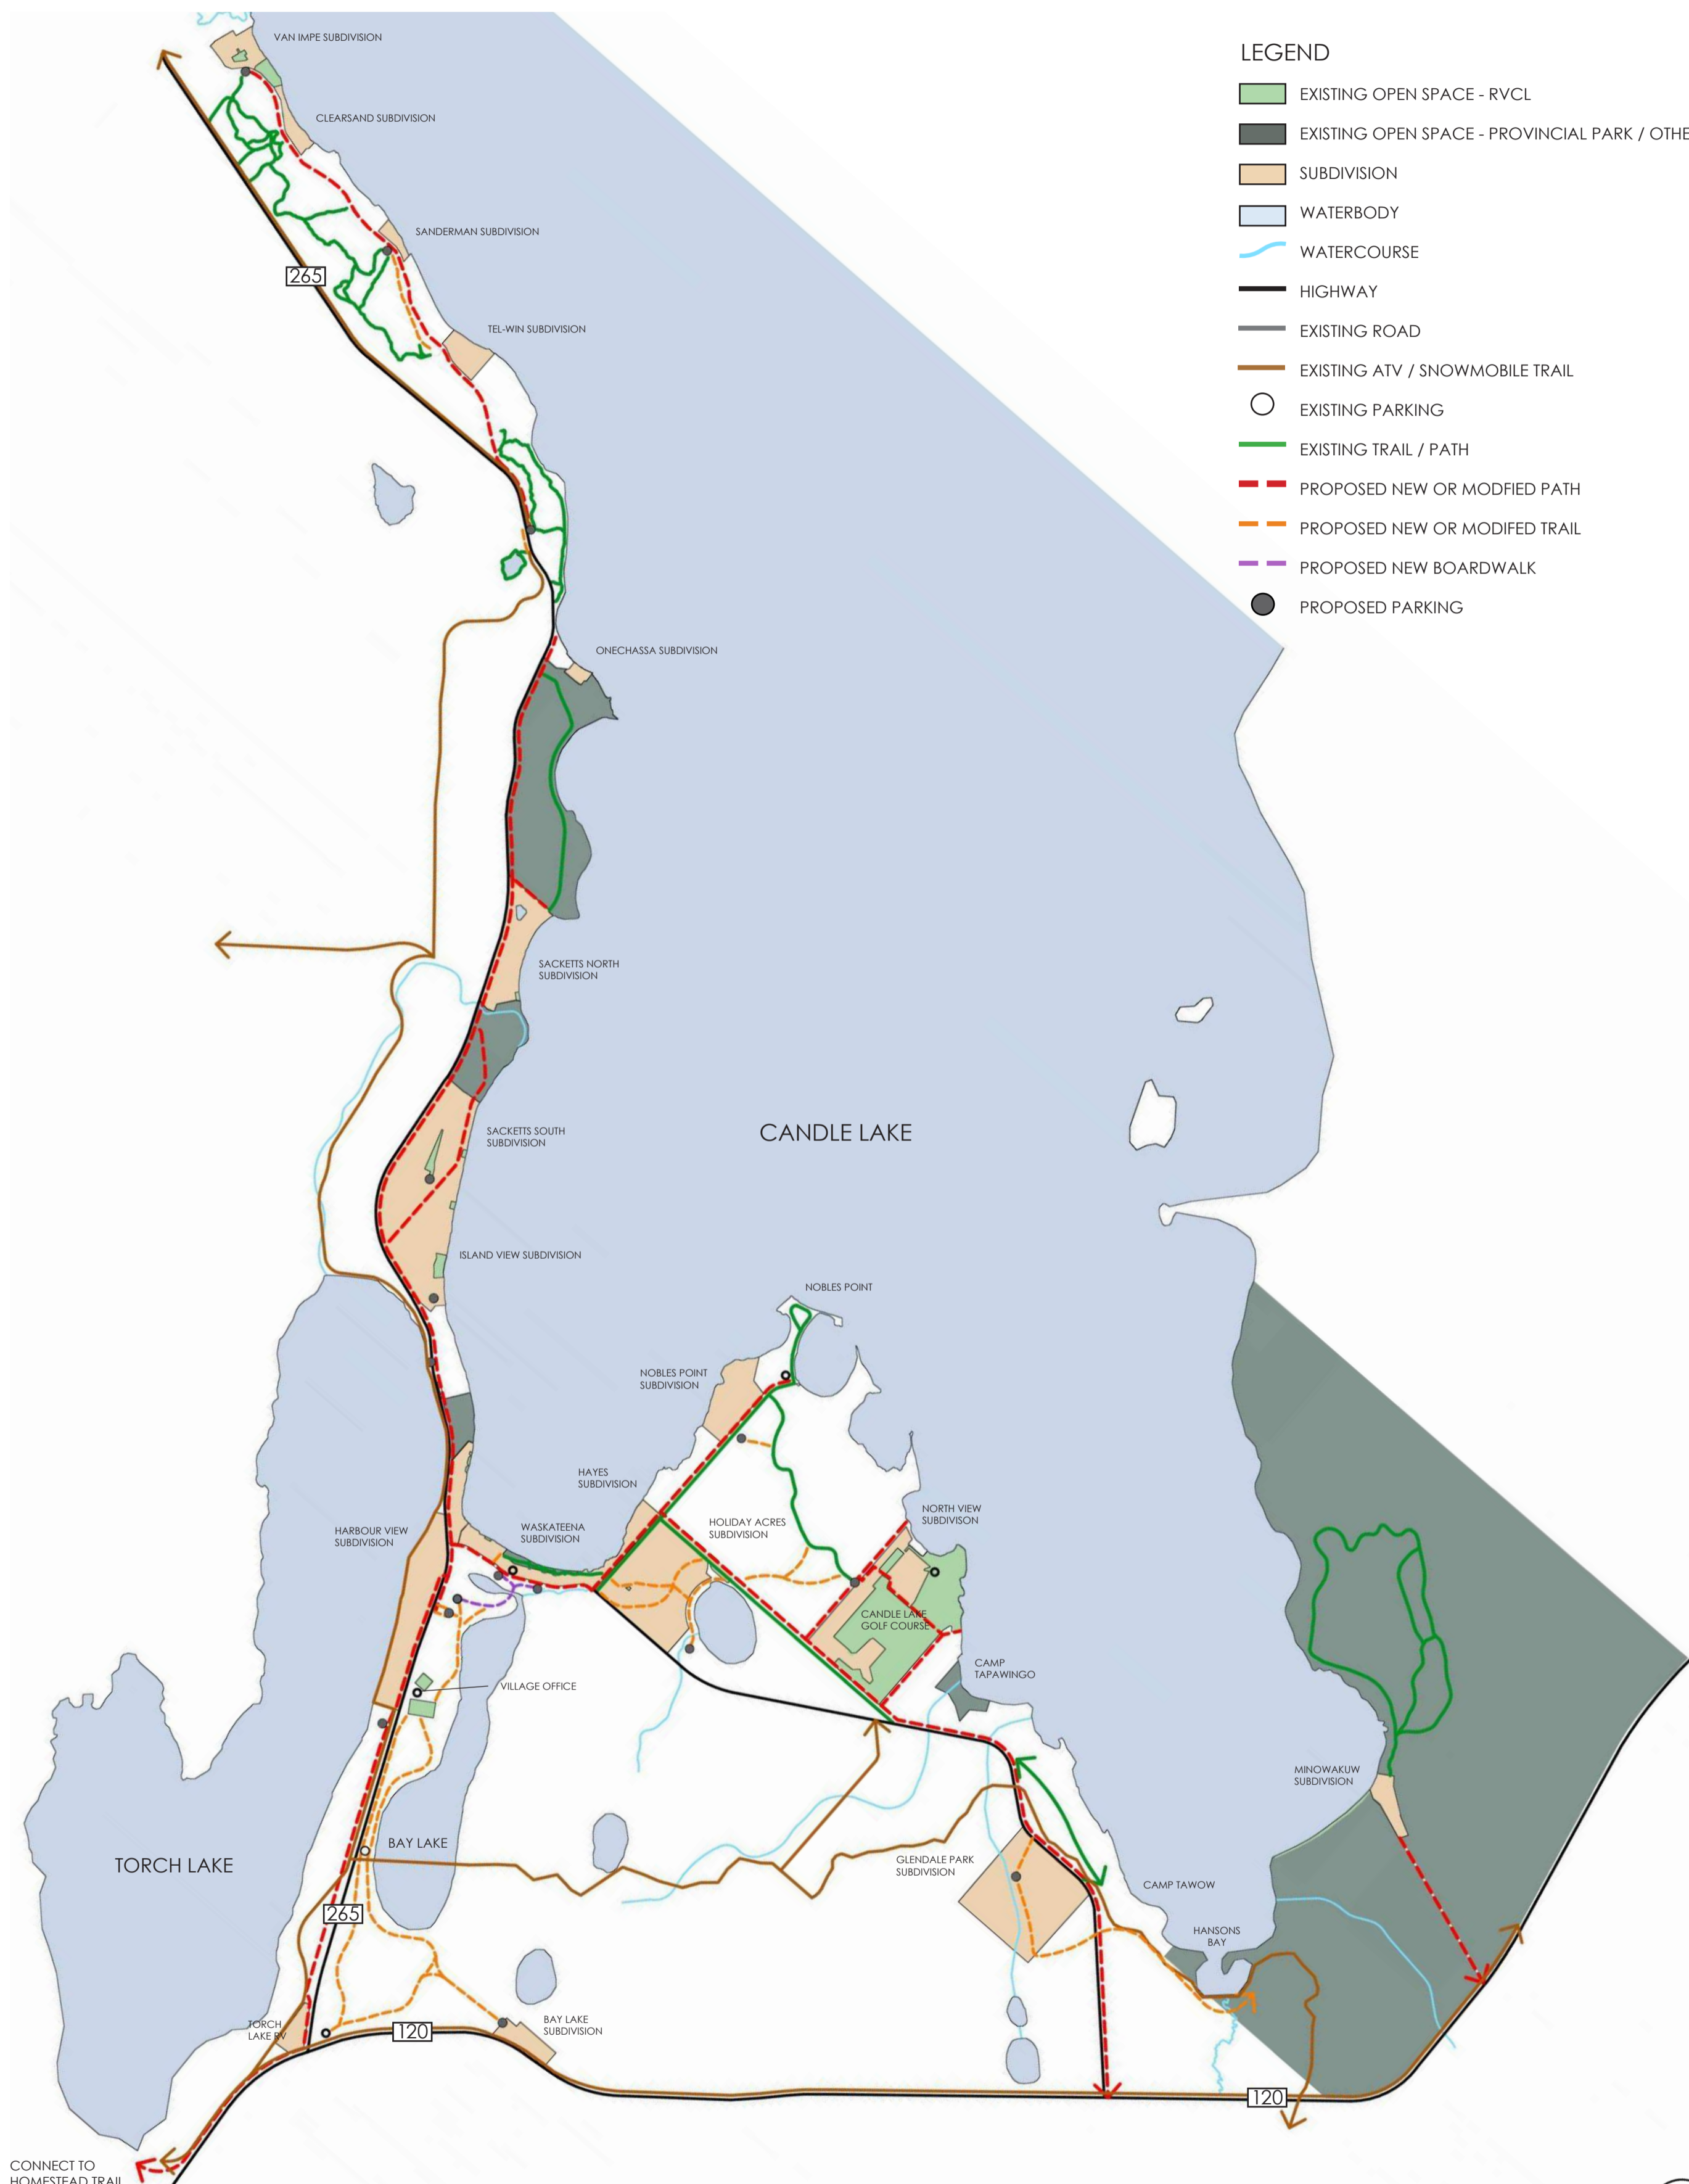 VAN IMPE SUBDIVISION
CLEARSAND SUBDIVISION
SANDERMAN SUBDIVISION
265
TEL-WIN SUBDIVISION
LEGEND
EXISTING OPEN SPACE - RVCL
EXISTING OPEN SPACE - PROVINCIAL PARK / OTHE
SUBDIVISION
WATERBODY
WATERCOURSE
HIGHWAY
EXISTING ROAD
EXISTING ATV / SNOWMOBILE TRAIL
EXISTING PARKING
EXISTING TRAIL / PATH
PROPOSED NEW OR MODFIED PATH
PROPOSED NEW OR MODIFED TRAIL
PROPOSED NEW BOARDWALK
PROPOSED PARKING
ONECHASSA SUBDIVISION
SACKETTS NORTH
SUBDIVISION
SACKETTS SOUTH
SUBDIVISION
CANDLE LAKE
ISLAND VIEW SUBDIVISION
NOBLES POINT
NOBLES POINT
SUBDIVISION
HAYES
SUBDIVISION
HARBOUR VIEW
SUBDIVISION
WASKATEENA
SUBDIVISION
HOLIDAY ACRES
SUBDIVISION
NORTH VIEW
SUBDIVISON
CANDLE LAKE
GOLF COURSE
CAMP
TAPAWINGO
VILLAGE OFFICE
MINOWAKUW
SUBDIVISION
BAY LAKE
TORCH LAKE
GLENDALE PARK
SUBDIVISION
CAMP TAWOW
265
HANSONS
BAY
TORCH
LAKE RV
120
BAY LAKE
SUBDIVISION
120
CONNECT TO
HOMESTEAD TRAIL